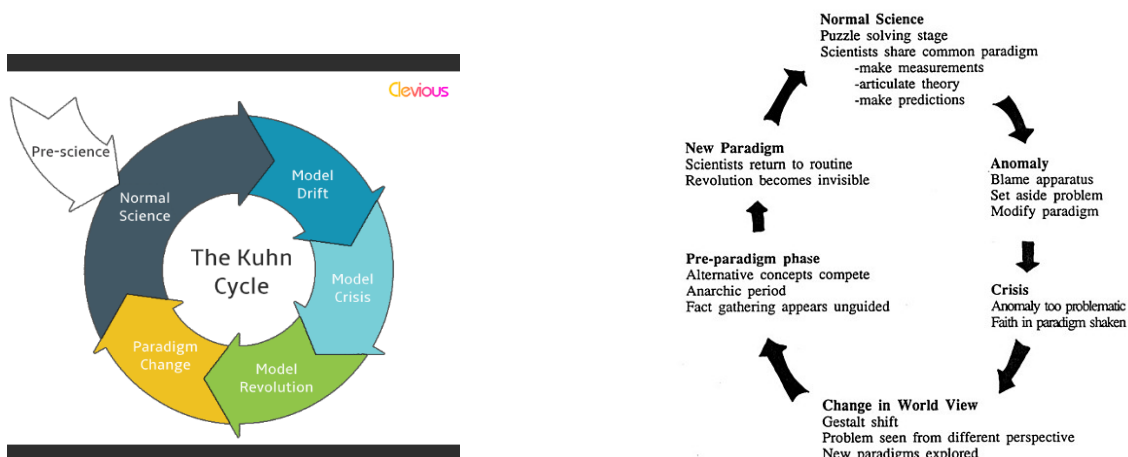 Clevious
Pre-science
Normal
Science
Model
Drift
The Kuhn
Cycle
Model
Crisis
Paradigm
Change
Model
Revolution
Normal Science
Puzzle solving stage
Scientists share common paradigm
-make measurements
-articulate theory
-make predictions
New Paradigm
Scientists return to routine
Revolution becomes invisible
Anomaly
Blame apparatus
Set aside problem
Modify paradigm
Pre-paradigm phase
Alternative concepts compete
Anarchic period
Fact gathering appears unguided
Crisis
Anomaly too problematic
Faith in paradigm shaken
Change in World View
Gestalt shift
Problem seen from different perspective
New paradigms explored